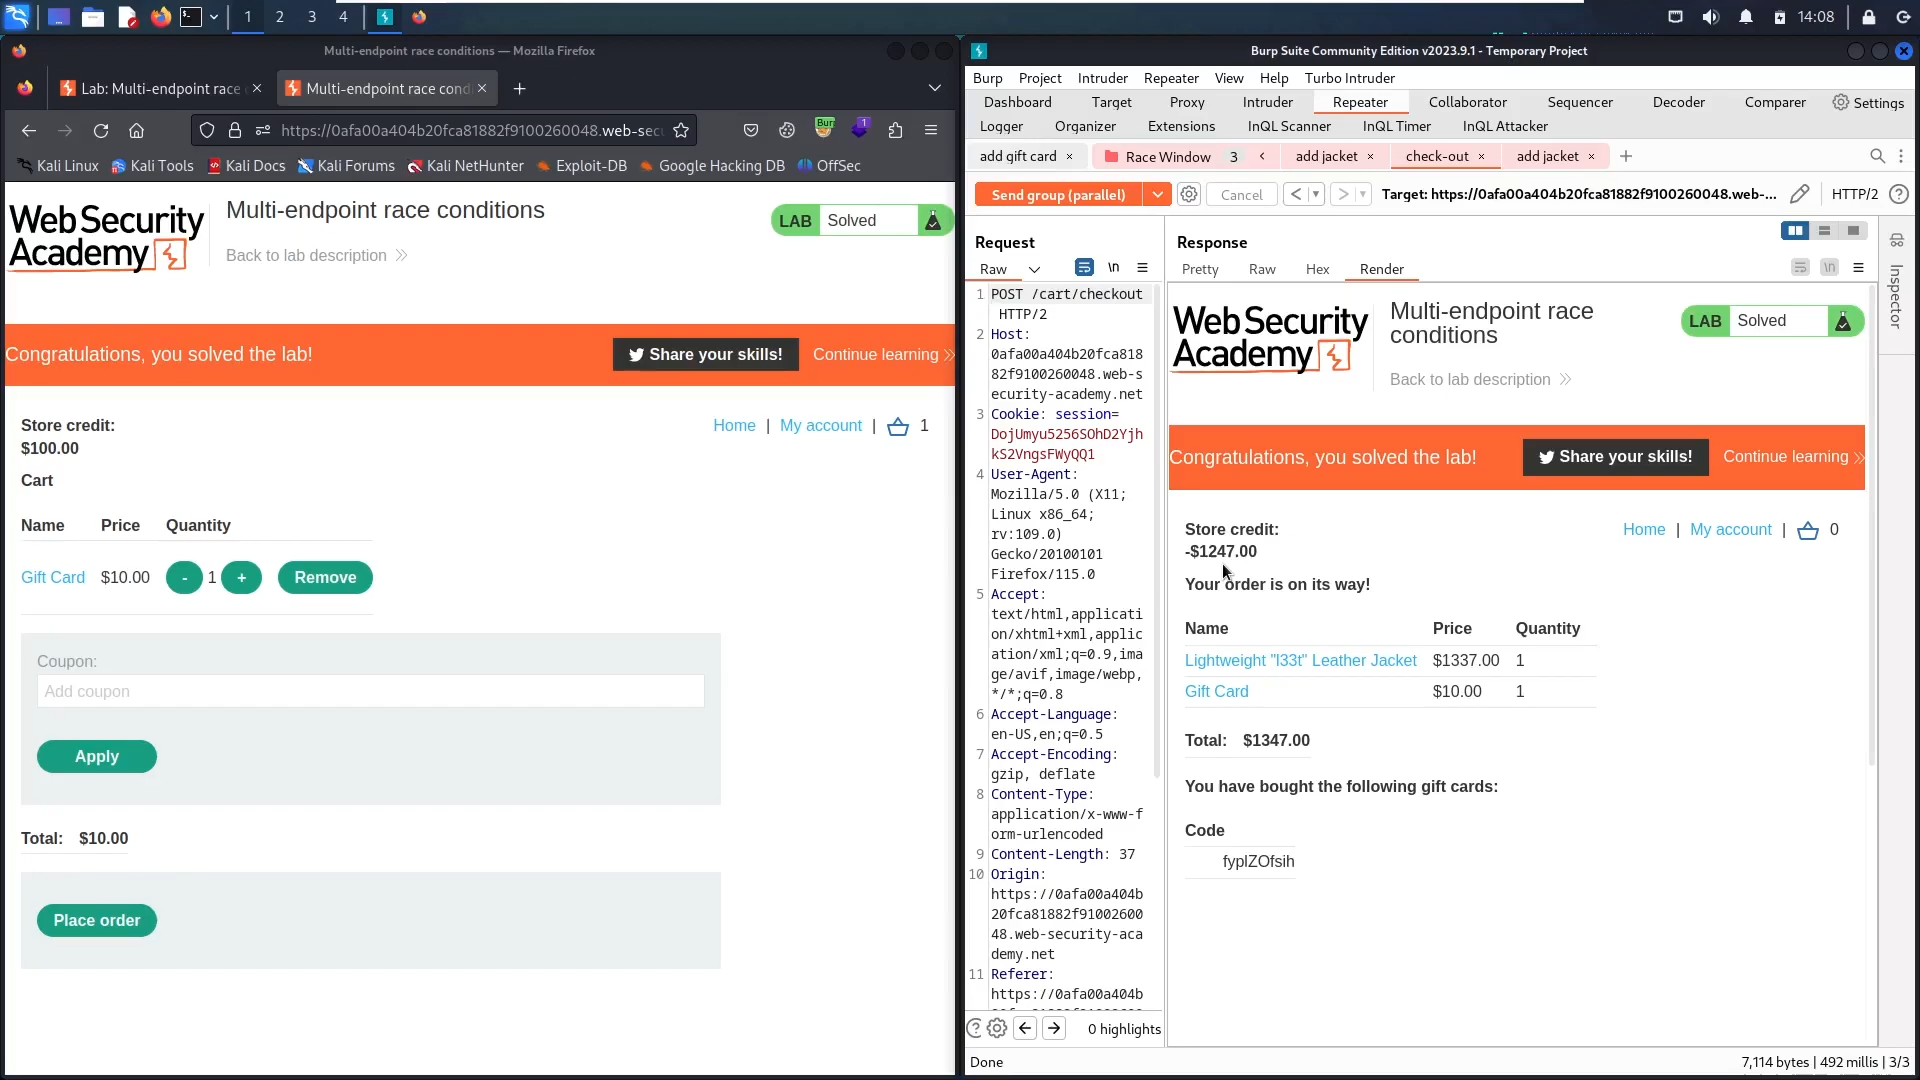 1
2
3
4
14:08
Multi-endpoint race conditions — Mozilla Firefox
Lab: Multi-endpoint race
Multi-endpoint race cond
https://0afa00a404b20fca81882f9100260048.web-sec
Kali Linux
Kali Tools
Kali Docs
Kali Forums
Kali NetHunter
Exploit-DB
Google Hacking DB
OffSec
WebSecurity
Academy
Multi-endpoint race conditions
Back to lab description
LAB
Solved
Congratulations, you solved the lab!
Share your skills!
Continue learning
Store credit:
$100.00
Home | My account | 1
Cart
Name Price Quantity
Gift Card $10.00 - 1 + Remove
Coupon:
Add coupon
Apply
Total: $10.00
Place order
Burp Suite Community Edition v2023.9.1 - Temporary Project
Burp Project Intruder Repeater View Help Turbo Intruder
Dashboard Target Proxy Intruder Repeater Collaborator Sequencer Decoder Comparer Settings
Logger Organizer Extensions InQL Scanner InQL Timer InQL Attacker
add gift card × Race Window 3 < add jacket × check-out × add jacket × +
Send group (parallel) Cancel < > Target: https://0afa00a404b20fca81882f9100260048.web-... HTTP/2
Request
Raw \n
1 POST /cart/checkout
HTTP/2
2 Host:
0afa00a404b20fca818
82f9100260048.web-s
ecurity-academy.net
3 Cookie: session=
DojUmyu5256SOhD2Yjh
kS2VngsFWyQQ1
4 User-Agent:
Mozilla/5.0 (X11;
Linux x86_64;
rv:109.0)
Gecko/20100101
Firefox/115.0
5 Accept:
text/html,applicati
on/xhtml+xml,applic
ation/xml;q=0.9,ima
ge/avif,image/webp,
*/*;q=0.8
6 Accept-Language:
en-US,en;q=0.5
7 Accept-Encoding:
gzip, deflate
8 Content-Type:
application/x-www-f
orm-urlencoded
9 Content-Length: 37
10 Origin:
https://0afa00a404b
20fca81882f91002600
48.web-security-aca
demy.net
11 Referer:
https://0afa00a404b
0 highlights
Response
Pretty Raw Hex Render
\n
WebSecurity
Academy
Multi-endpoint race
conditions
Back to lab description
LAB
Solved
Congratulations, you solved the lab!
Share your skills!
Continue learning
Store credit:
-$1247.00
Home | My account | 0
Your order is on its way!
Name Price Quantity
Lightweight "l33t" Leather Jacket $1337.00 1
Gift Card $10.00 1
Total: $1347.00
You have bought the following gift cards:
Code
fyplZOfsih
Inspector
Done
7,114 bytes | 492 millis | 3/3